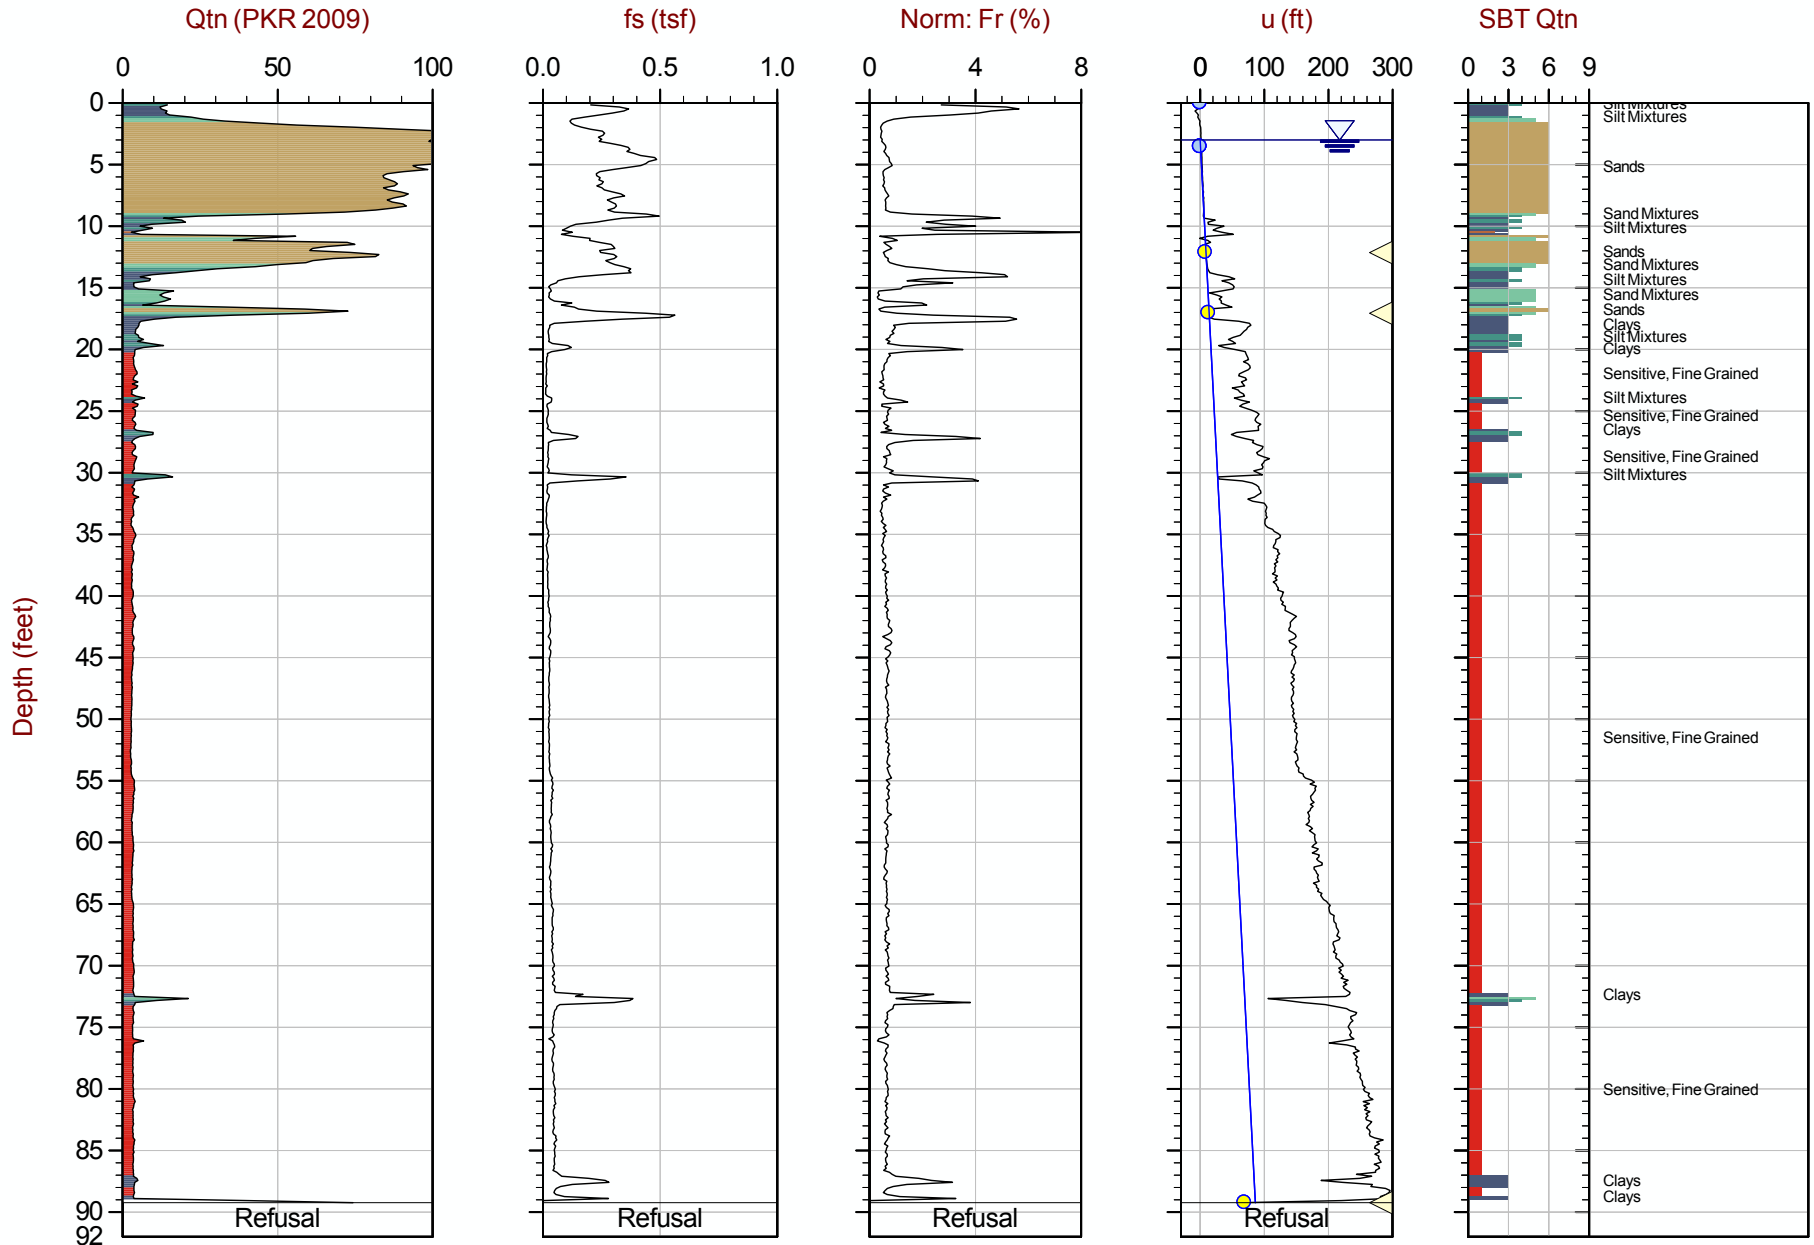 Qtn (PKR 2009) fs (tsf) Norm: Fr (%) u (ft) SBT Qtn
0 50 100 0.0 0.5 1.0 0 4 8 0 100 200 300 0 3 6 9
0
Silt Mixtures
Silt Mixtures
5
Sands
Sand Mixtures
10
Silt Mixtures
Sands
Sand Mixtures
Silt Mixtures
15
Sand Mixtures
Sands
Clays
Silt Mixtures
20
Clays
Sensitive, Fine Grained
Silt Mixtures
25
Sensitive, Fine Grained
Clays
Sensitive, Fine Grained
30
Silt Mixtures
35
40
45
Depth (feet)
50
Sensitive, Fine Grained
55
60
65
70
Clays
75
80
Sensitive, Fine Grained
85
Clays
Clays
90
Refusal Refusal Refusal Refusal
92